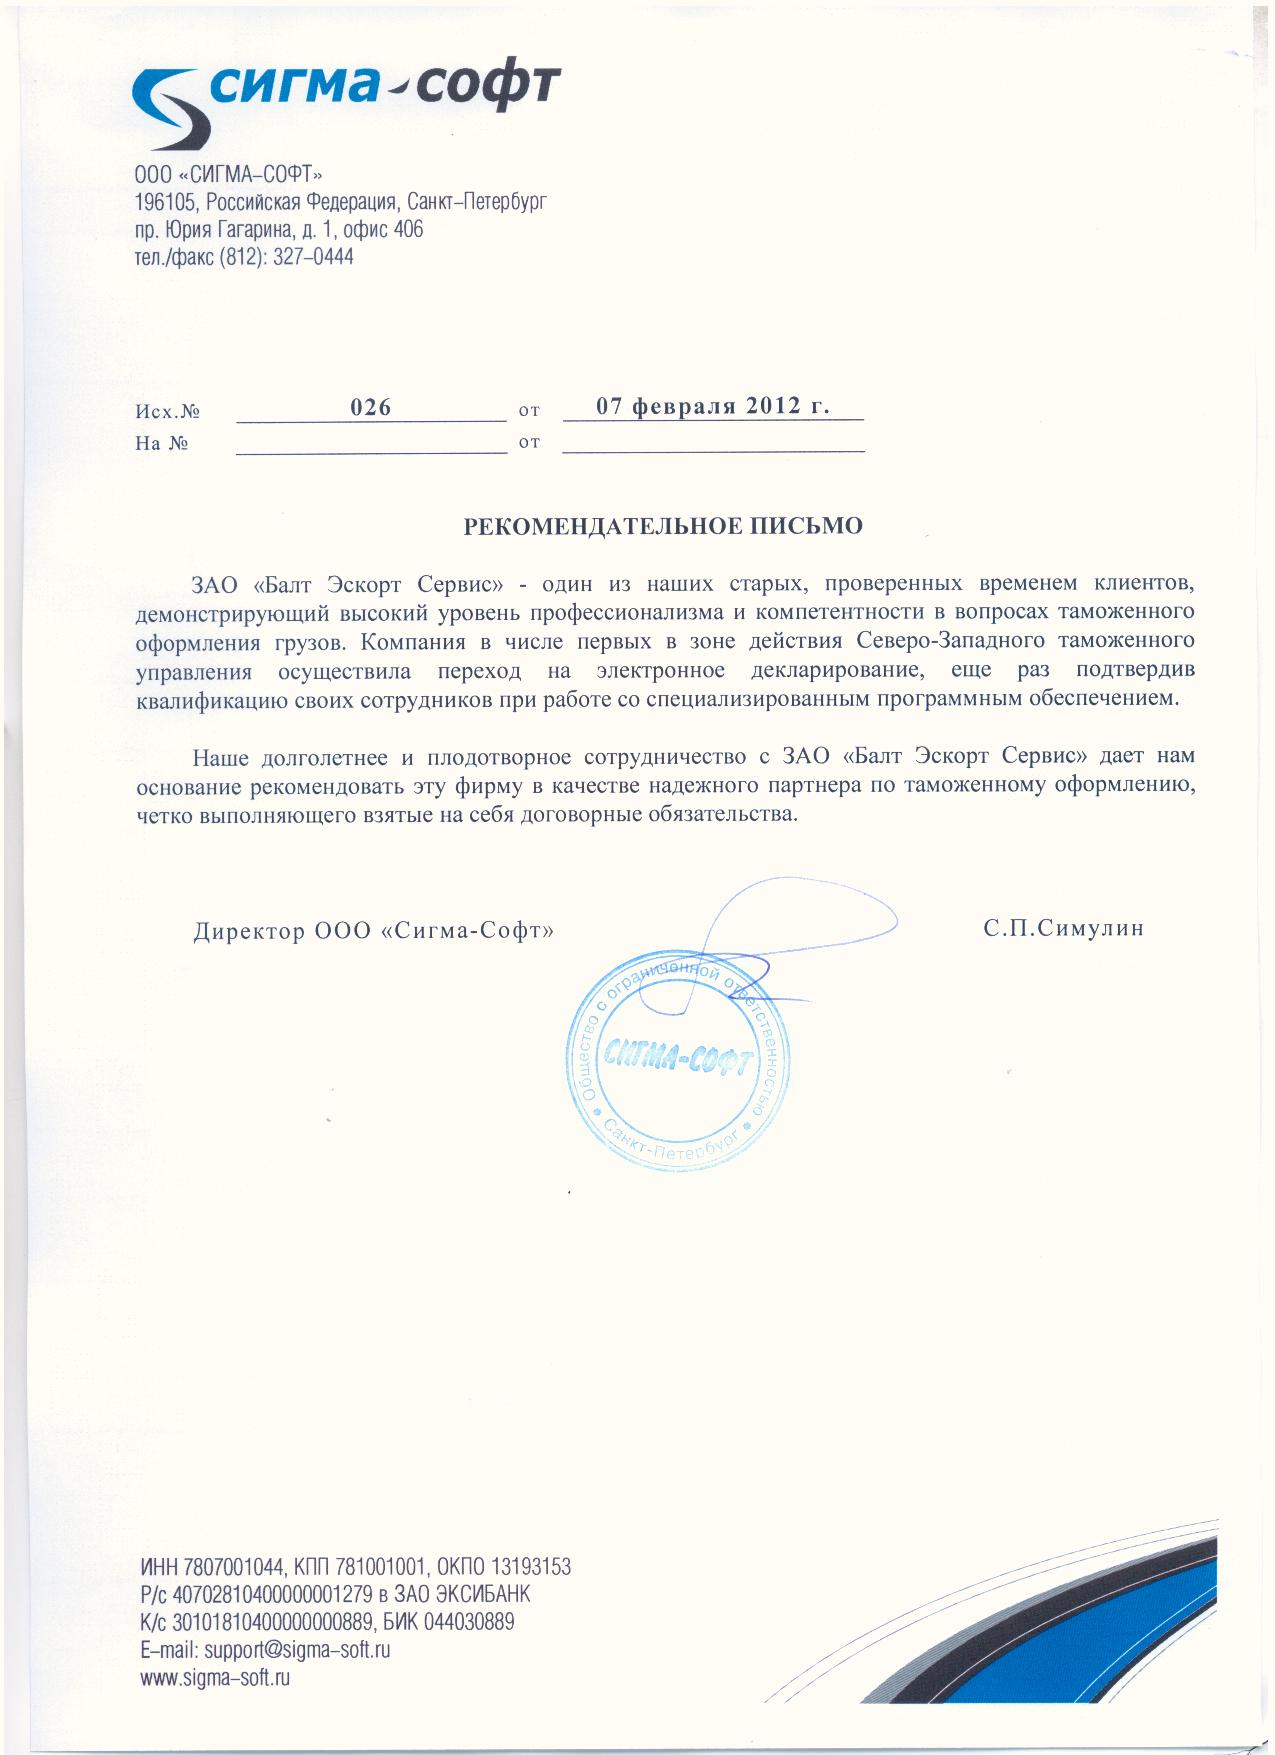 сигма-софт
ООО «СИГМА–СОФТ»
196105, Российская Федерация, Санкт–Петербург
пр. Юрия Гагарина, д. 1, офис 406
тел./факс (812): 327–0444
Исх.№ 026 от 07 февраля 2012 г.
На № от
РЕКОМЕНДАТЕЛЬНОЕ ПИСЬМО
ЗАО «Балт Эскорт Сервис» - один из наших старых, проверенных временем клиентов,
демонстрирующий высокий уровень профессионализма и компетентности в вопросах таможенного
оформления грузов. Компания в числе первых в зоне действия Северо-Западного таможенного
управления осуществила переход на электронное декларирование, еще раз подтвердив
квалификацию своих сотрудников при работе со специализированным программным обеспечением.
Наше долголетнее и плодотворное сотрудничество с ЗАО «Балт Эскорт Сервис» дает нам
основание рекомендовать эту фирму в качестве надежного партнера по таможенному оформлению,
четко выполняющего взятые на себя договорные обязательства.
Директор ООО «Сигма-Софт» С.П.Симулин
Общество с ограниченной ответственностью
СИГМА-СОФТ
Санкт-Петербург
ИНН 7807001044, КПП 781001001, ОКПО 13193153
Р/с 40702810400000001279 в ЗАО ЭКСИБАНК
К/с 30101810400000000889, БИК 044030889
E–mail: support@sigma–soft.ru
www.sigma–soft.ru